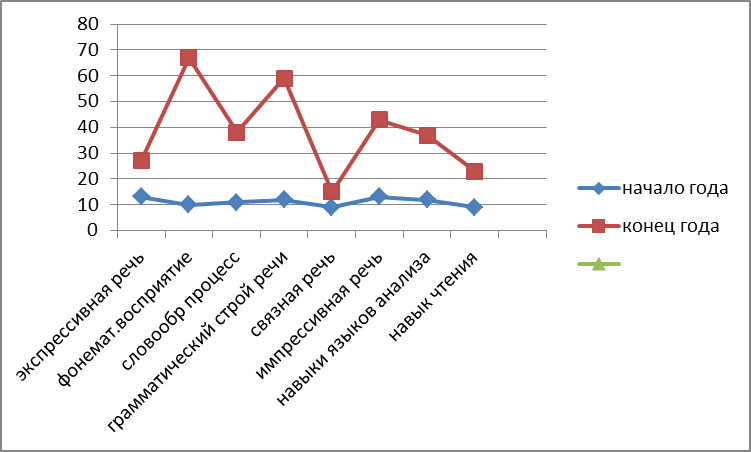 80
70
60
50
40
30
20
10
0
экспрессивная речь
фонемат.восприятие
словообр процесс
грамматический строй речи
связная речь
импрессивная речь
навыки языков анализа
навык чтения
начало года
конец года